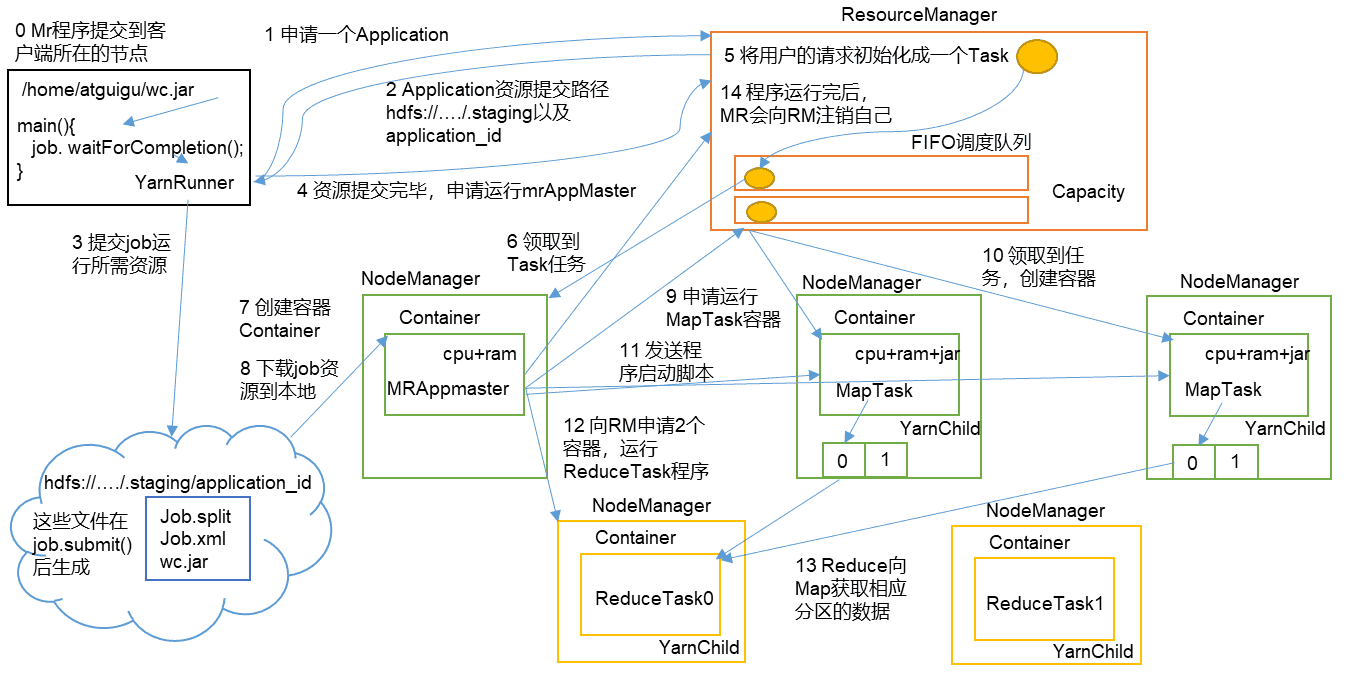 0 Mr程序提交到客
户端所在的节点
/home/atguigu/wc.jar
main(){
job. waitForCompletion();
}
YarnRunner
1 申请一个Application
2 Application资源提交路径
hdfs://…./.staging以及
application_id
4 资源提交完毕，申请运行mrAppMaster
ResourceManager
5 将用户的请求初始化成一个Task
14 程序运行完后，
MR会向RM注销自己
FIFO调度队列
Capacity
3 提交job运
行所需资源
6 领取到
Task任务
7 创建容器
Container
8 下载job资
源到本地
NodeManager
Container
cpu+ram
MRAppmaster
9 申请运行
MapTask容器
10 领取到任
务，创建容器
11 发送程
序启动脚本
NodeManager
Container
cpu+ram+jar
MapTask
YarnChild
0
1
NodeManager
Container
cpu+ram+jar
MapTask
YarnChild
0
1
12 向RM申请2个
容器，运行
ReduceTask程序
hdfs://…./.staging/application_id
这些文件在
job.submit()
后生成
Job.split
Job.xml
wc.jar
NodeManager
Container
ReduceTask0
YarnChild
13 Reduce向
Map获取相应
分区的数据
NodeManager
Container
ReduceTask1
YarnChild